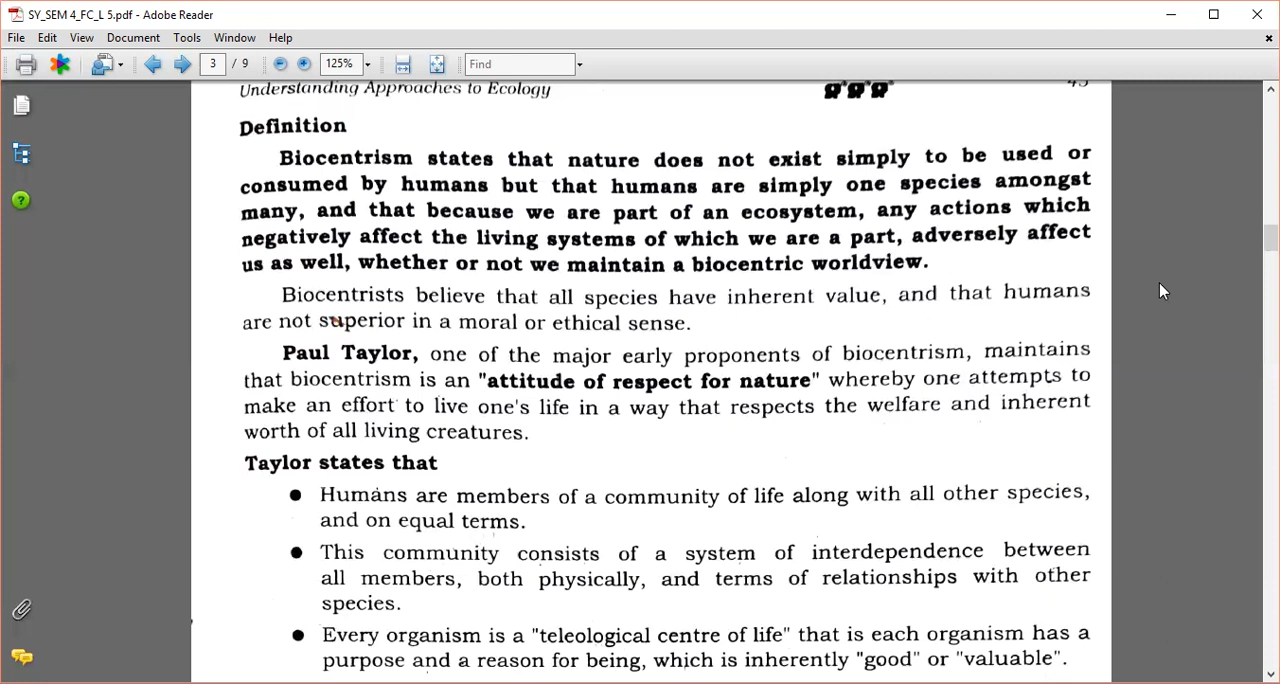 SY_SEM 4_FC_L 5.pdf - Adobe Reader
File Edit View Document Tools Window Help
3 / 9 125% Find
Understanding Approaches to Ecology
Definition
Biocentrism states that nature does not exist simply to be used or
consumed by humans but that humans are simply one species amongst
many, and that because we are part of an ecosystem, any actions which
negatively affect the living systems of which we are a part, adversely affect
us as well, whether or not we maintain a biocentric worldview.
Biocentrists believe that all species have inherent value, and that humans
are not superior in a moral or ethical sense.
Paul Taylor, one of the major early proponents of biocentrism, maintains
that biocentrism is an "attitude of respect for nature" whereby one attempts to
make an effort to live one's life in a way that respects the welfare and inherent
worth of all living creatures.
Taylor states that
● Humans are members of a community of life along with all other species,
and on equal terms.
● This community consists of a system of interdependence between
all members, both physically, and terms of relationships with other
species.
● Every organism is a "teleological centre of life" that is each organism has a
purpose and a reason for being, which is inherently "good" or "valuable".